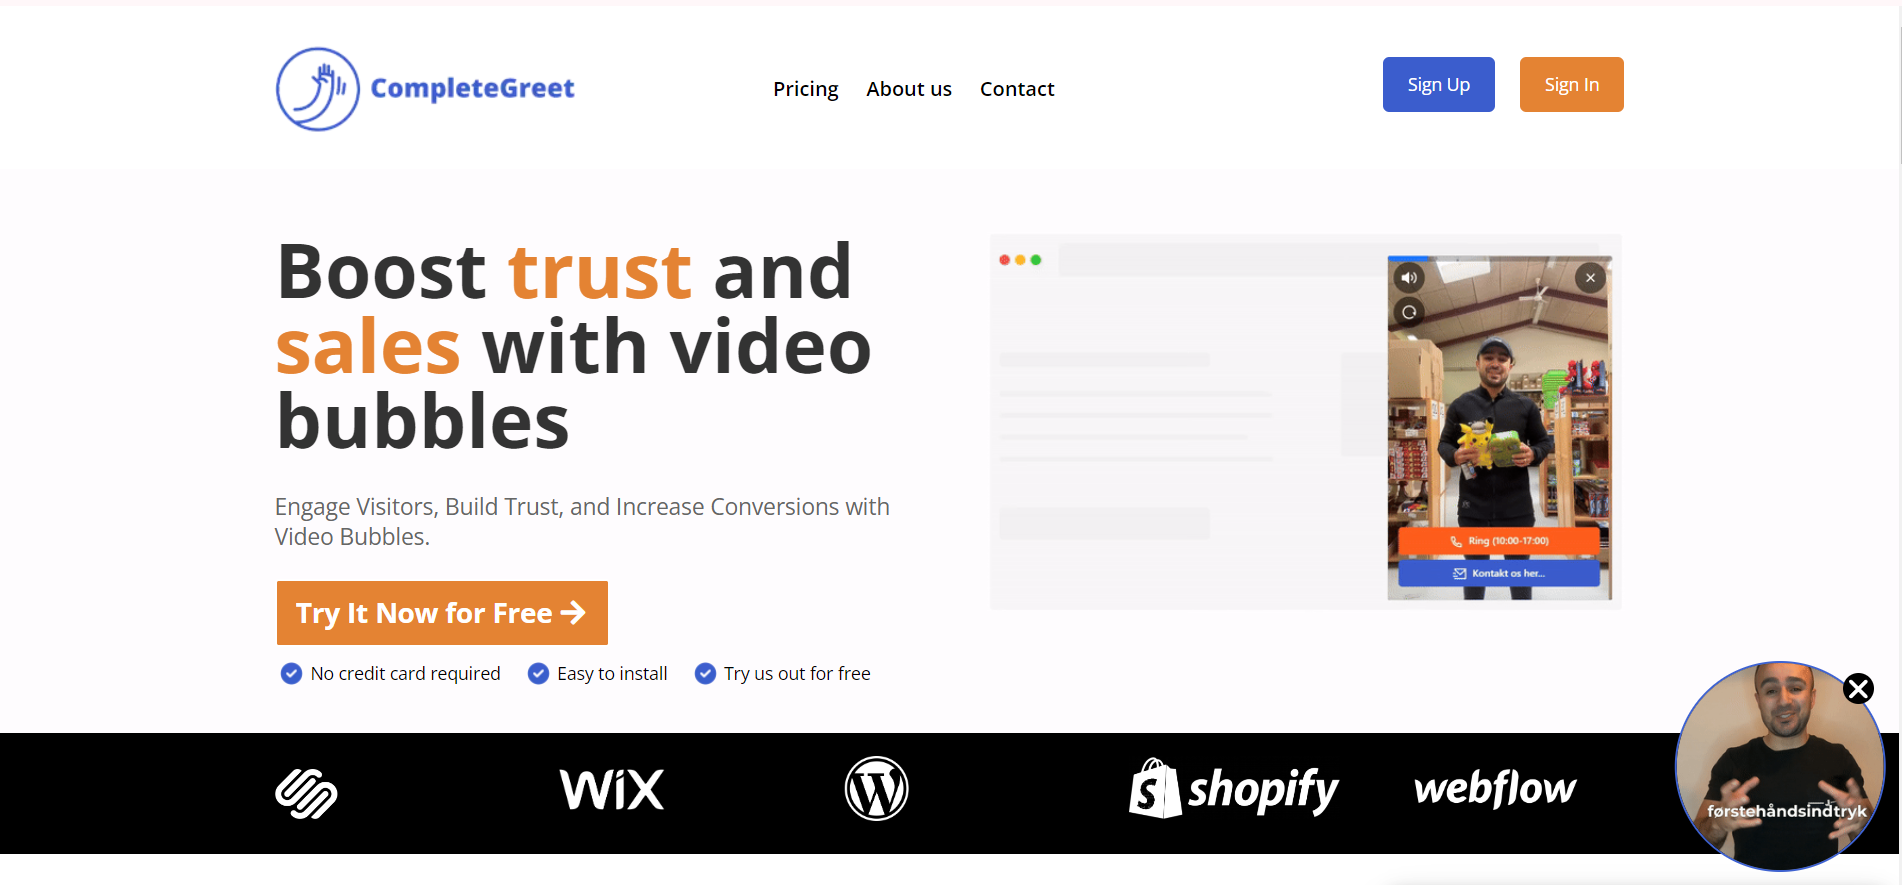 CompleteGreet
Pricing
About us
Contact
Sign Up
Sign In
Boost trust and
sales with video
bubbles
Engage Visitors, Build Trust, and Increase Conversions with
Video Bubbles.
Try It Now for Free
No credit card required
Easy to install
Try us out for free
Ring (10:00-17:00)
Kontakt os her...
WiX
W
S shopify
webflow
førstehåndsindtryk